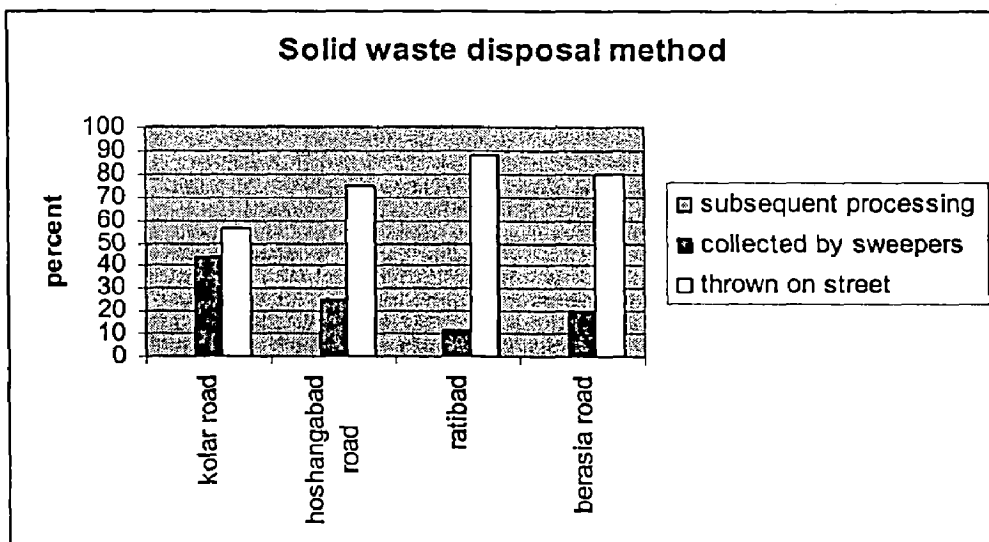 Solid waste disposal method
percent
100
90
80
70
60
50
40
30
20
10
0
kolar road
hoshangabad
road
ratibad
berasia road
subsequent processing
collected by sweepers
thrown on street